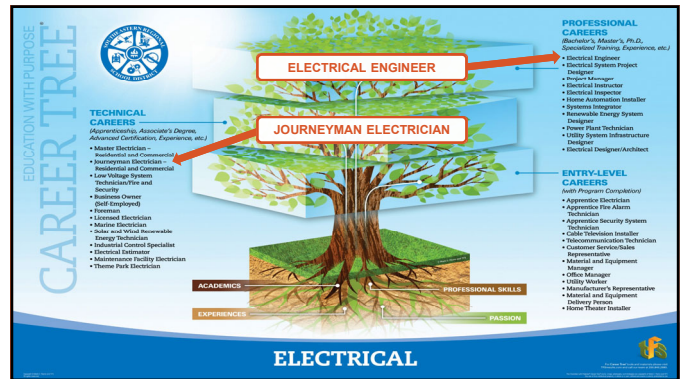 EDUCATION WITH PURPOSE
CAREER TREE
SOUTHEASTERN REGIONAL
SCHOOL DISTRICT
ELECTRICAL ENGINEER
JOURNEYMAN ELECTRICIAN
TECHNICAL
CAREERS
(Apprenticeship, Associate's Degree,
Advanced Certification, Experience, etc.)
• Master Electrician –
Residential and Commercial
• Journeyman Electrician –
Residential and Commercial
• Low Voltage System
Technician/Fire and
Security
• Business Owner
(Self-Employed)
• Foreman
• Licensed Electrician
• Marine Electrician
• Solar and Wind Renewable
Energy Technician
• Industrial Control Specialist
• Electrical Estimator
• Maintenance Facility Electrician
• Theme Park Electrician
PROFESSIONAL
CAREERS
(Bachelor's, Master's, Ph.D.,
Specialized Training, Experience, etc.)
• Electrical Engineer
• Electrical System Project
Designer
• Project Manager
• Electrical Instructor
• Electrical Inspector
• Home Automation Installer
• Systems Integrator
• Renewable Energy System
Designer
• Power Plant Technician
• Utility System Infrastructure
Designer
• Electrical Designer/Architect
ENTRY-LEVEL
CAREERS
(with Program Completion)
• Apprentice Electrician
• Apprentice Fire Alarm
Technician
• Apprentice Security System
Technician
• Cable Television Installer
• Telecommunication Technician
• Customer Service/Sales
Representative
• Material and Equipment
Manager
• Office Manager
• Utility Worker
• Manufacturer's Representative
• Material and Equipment
Delivery Person
• Home Theater Installer
ACADEMICS
PROFESSIONAL SKILLS
EXPERIENCES
PASSION
ELECTRICAL